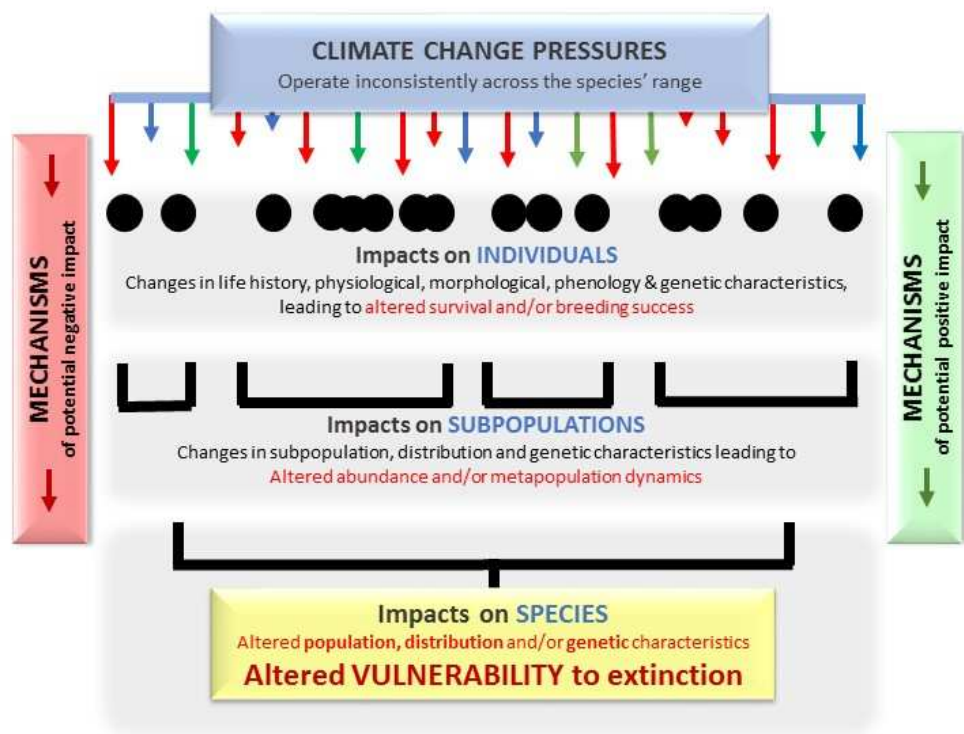 CLIMATE CHANGE PRESSURES
Operate inconsistently across the species’ range
MECHANISMS
of potential negative impact
Impacts on INDIVIDUALS
Changes in life history, physiological, morphological, phenology & genetic characteristics,
leading to altered survival and/or breeding success
Impacts on SUBPOPULATIONS
Changes in subpopulation, distribution and genetic characteristics leading to
Altered abundance and/or metapopulation dynamics
Impacts on SPECIES
Altered population, distribution and/or genetic characteristics
Altered VULNERABILITY to extinction
MECHANISMS
of potential positive impact